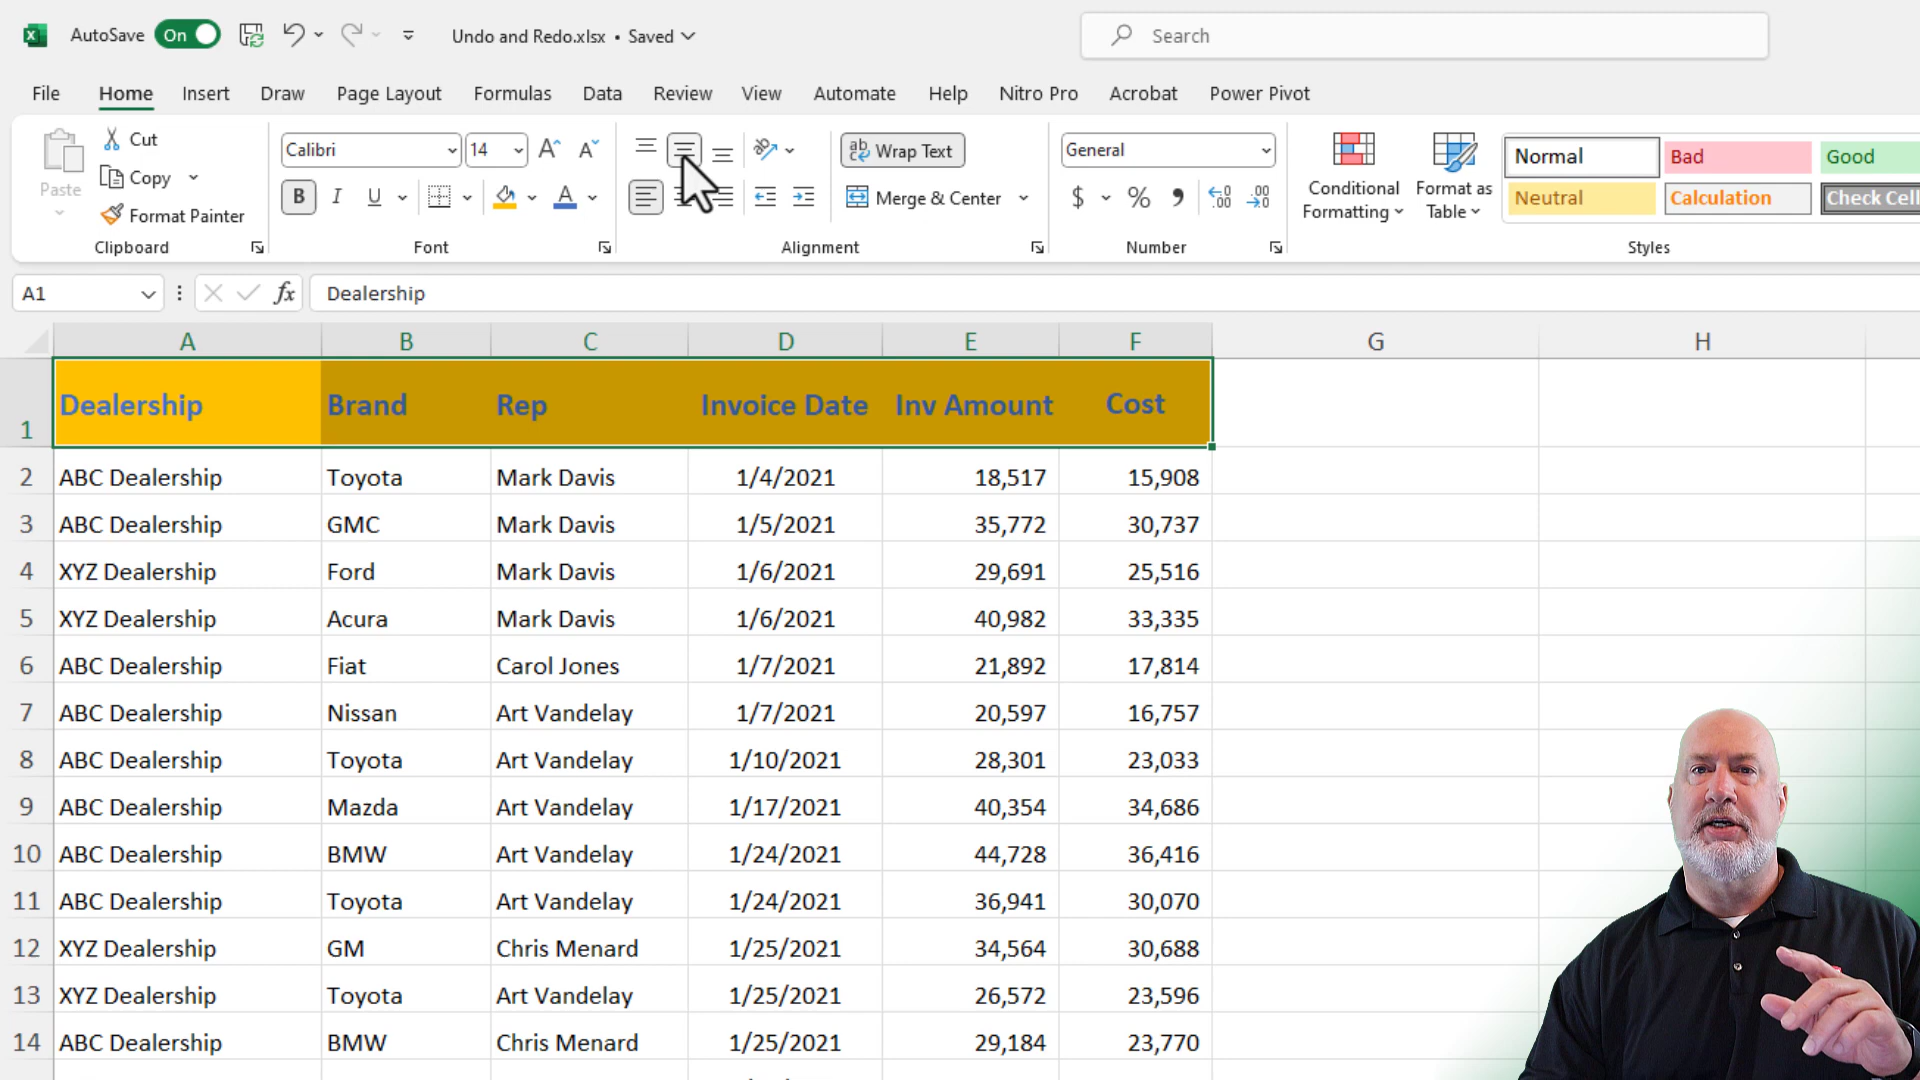 AutoSave On Undo and Redo.xlsx • Saved Search
File Home Insert Draw Page Layout Formulas Data Review View Automate Help Nitro Pro Acrobat Power Pivot
Paste
Cut
Copy
Format Painter
Clipboard
Calibri 14
B I U A
Font
ab Wrap Text
Merge & Center
Alignment
General
$ % 9 .00 .00
Number
Conditional Formatting
Format as Table
Normal Bad Good
Neutral Calculation Check Cell
Styles
A1 fx Dealership
A B C D E F G H
1 Dealership Brand Rep Invoice Date Inv Amount Cost
2 ABC Dealership Toyota Mark Davis 1/4/2021 18,517 15,908
3 ABC Dealership GMC Mark Davis 1/5/2021 35,772 30,737
4 XYZ Dealership Ford Mark Davis 1/6/2021 29,691 25,516
5 XYZ Dealership Acura Mark Davis 1/6/2021 40,982 33,335
6 ABC Dealership Fiat Carol Jones 1/7/2021 21,892 17,814
7 ABC Dealership Nissan Art Vandelay 1/7/2021 20,597 16,757
8 ABC Dealership Toyota Art Vandelay 1/10/2021 28,301 23,033
9 ABC Dealership Mazda Art Vandelay 1/17/2021 40,354 34,686
10 ABC Dealership BMW Art Vandelay 1/24/2021 44,728 36,416
11 ABC Dealership Toyota Art Vandelay 1/24/2021 36,941 30,070
12 XYZ Dealership GM Chris Menard 1/25/2021 34,564 30,688
13 XYZ Dealership Toyota Art Vandelay 1/25/2021 26,572 23,596
14 ABC Dealership BMW Chris Menard 1/25/2021 29,184 23,770